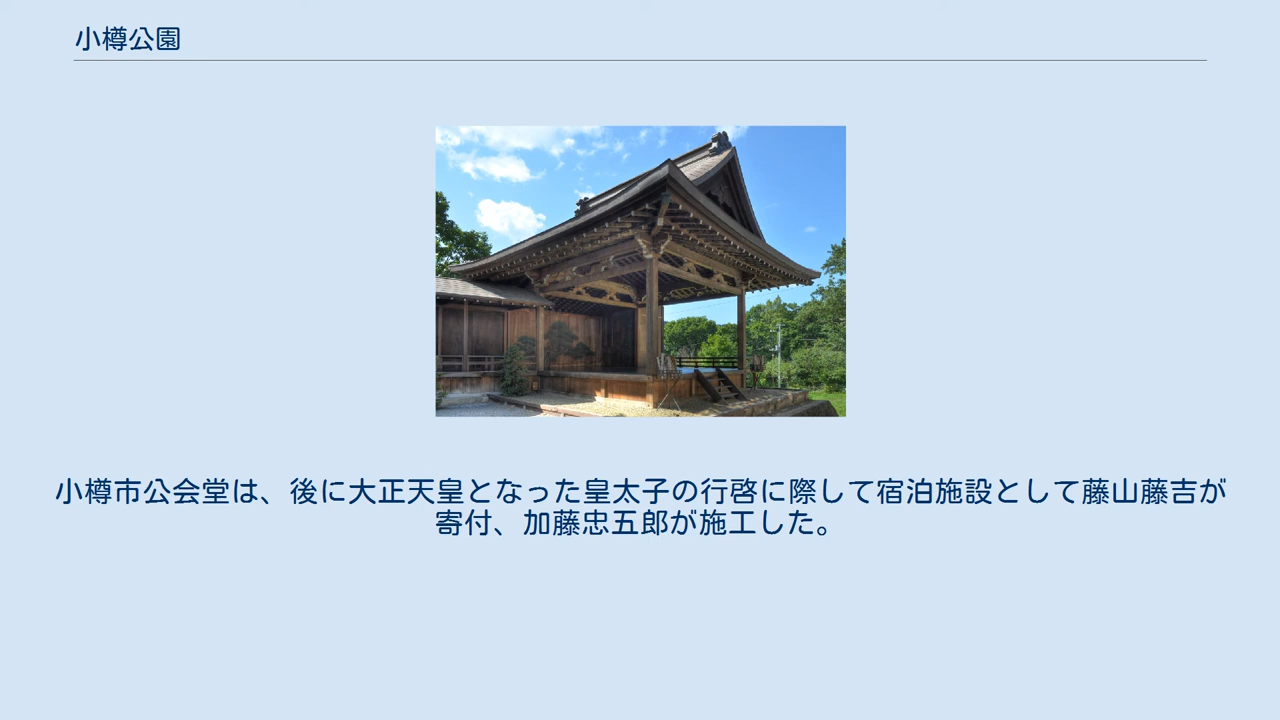 小樽公園
小樽市公会堂は、後に大正天皇となった皇太子の行啓に際して宿泊施設として藤山藤吉が
寄付、加藤忠五郎が施工した。